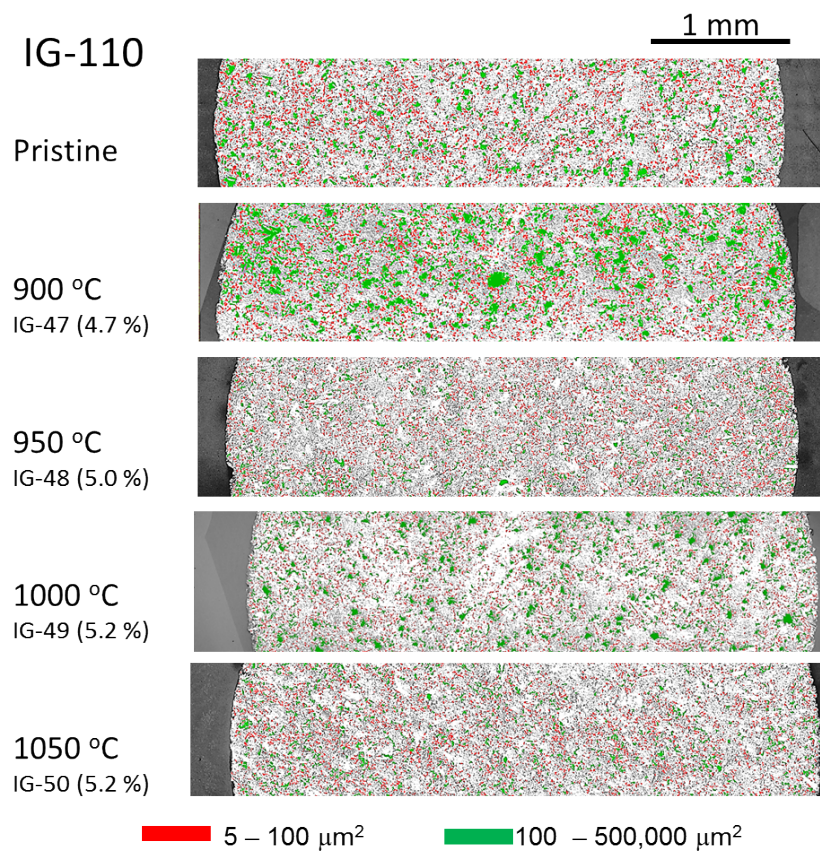 IG-110
1 mm
Pristine
900 °C
IG-47 (4.7 %)
950 °C
IG-48 (5.0 %)
1000 °C
IG-49 (5.2 %)
1050 °C
IG-50 (5.2 %)
5 – 100 μm²
100 – 500,000 μm²